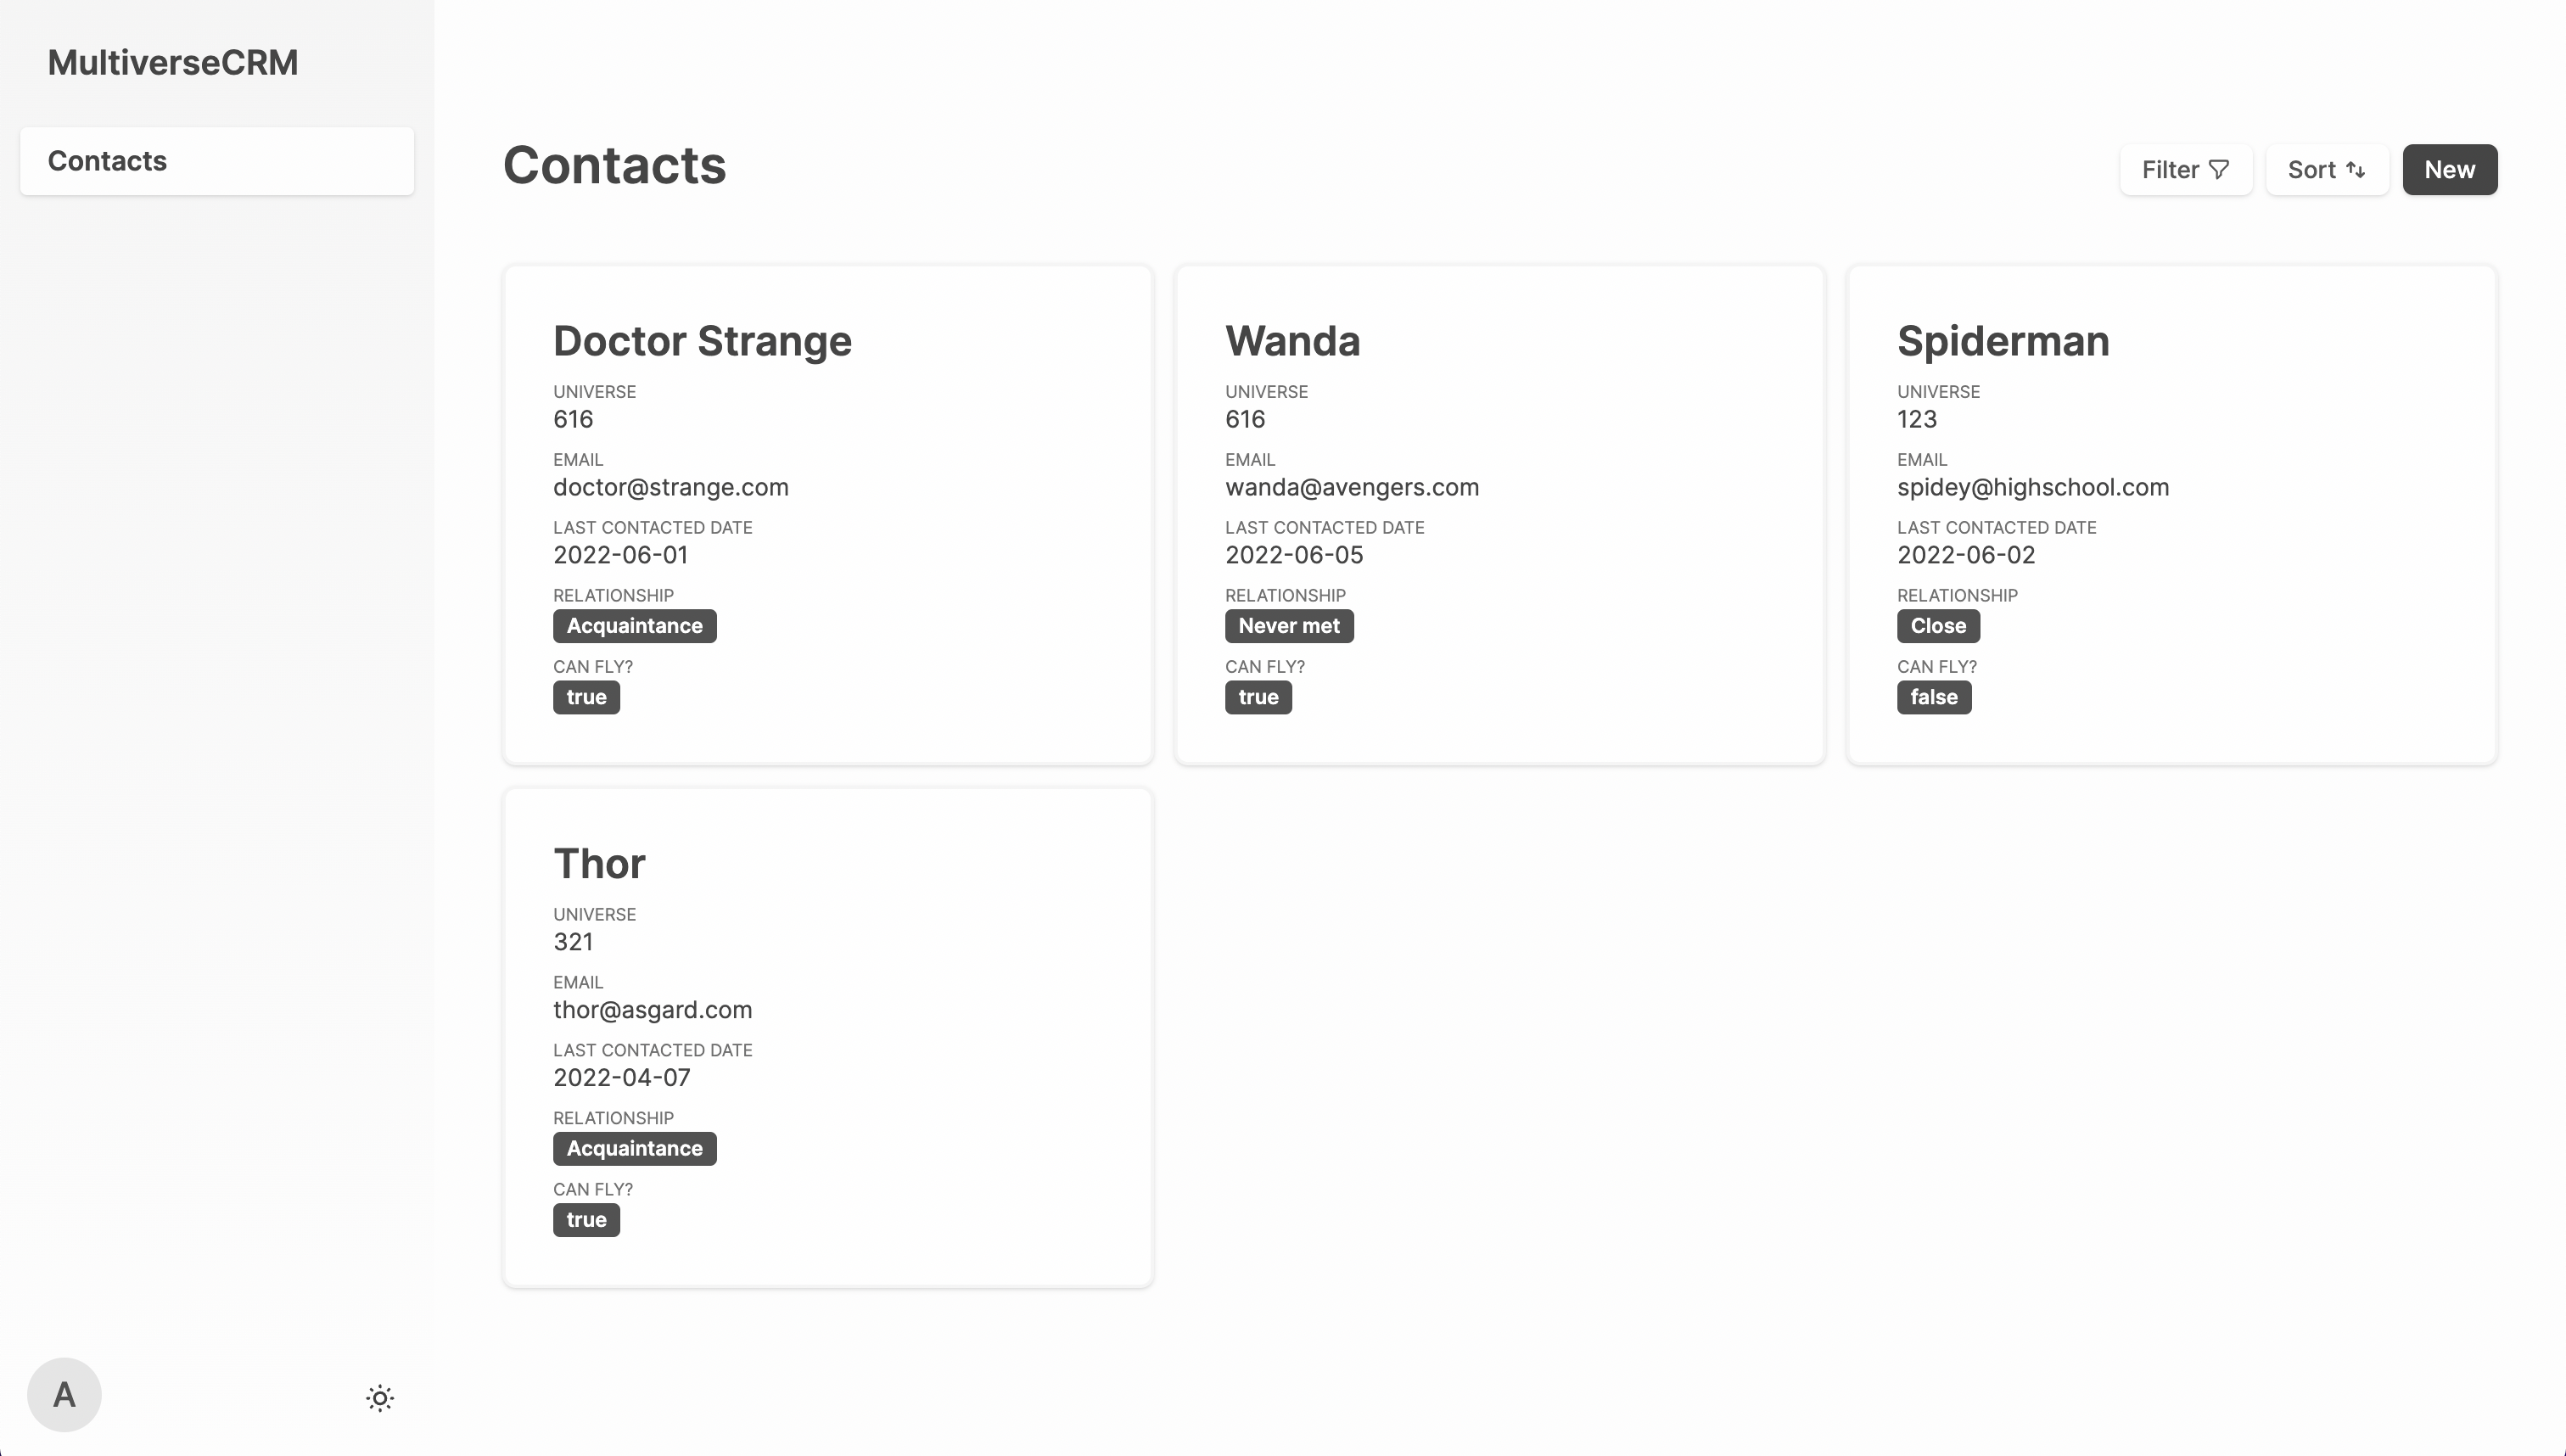 MultiverseCRM
Contacts
Contacts
Filter
Sort
New
Doctor Strange
UNIVERSE
616
EMAIL
doctor@strange.com
LAST CONTACTED DATE
2022-06-01
RELATIONSHIP
Acquaintance
CAN FLY?
true
Wanda
UNIVERSE
616
EMAIL
wanda@avengers.com
LAST CONTACTED DATE
2022-06-05
RELATIONSHIP
Never met
CAN FLY?
true
Spiderman
UNIVERSE
123
EMAIL
spidey@highschool.com
LAST CONTACTED DATE
2022-06-02
RELATIONSHIP
Close
CAN FLY?
false
Thor
UNIVERSE
321
EMAIL
thor@asgard.com
LAST CONTACTED DATE
2022-04-07
RELATIONSHIP
Acquaintance
CAN FLY?
true
A